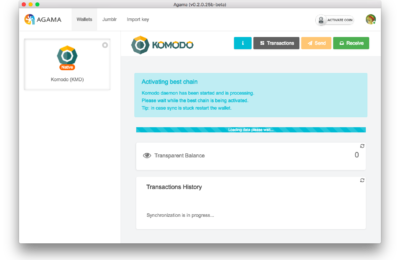 Agama (v0.2.0.26b-beta)
AGAMA
Wallets
Jumblr
Import key
ACTIVATE COIN
Native
Komodo (KMD)
KOMODO
i
Transactions
Send
Receive
Activating best chain
Komodo daemon has been started and is processing.
Please wait while the best chain is being activated.
Tip: in case sync is stuck restart the wallet.
Loading blks please wait...
Transparent Balance
0
Transactions History
Synchronization is in progress...